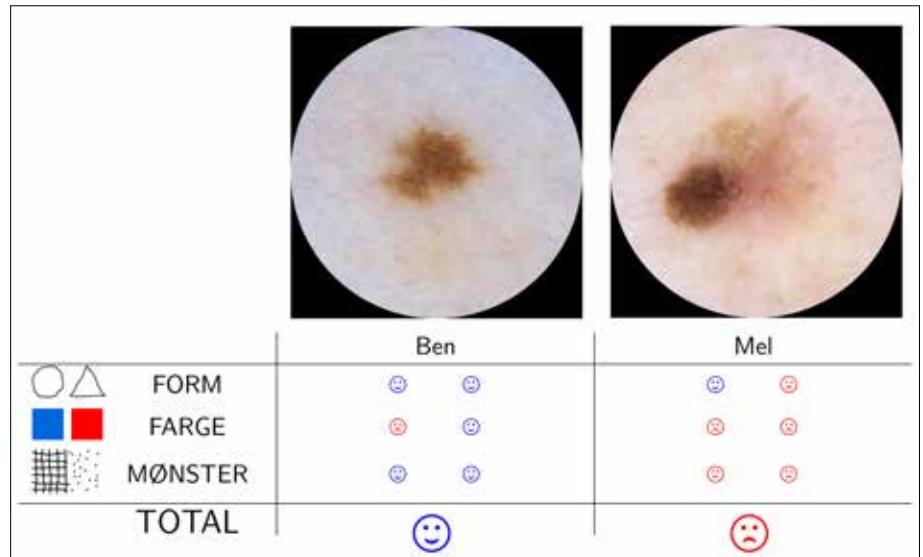 Ben Mel
FORM
FARGE
MØNSTER
TOTAL